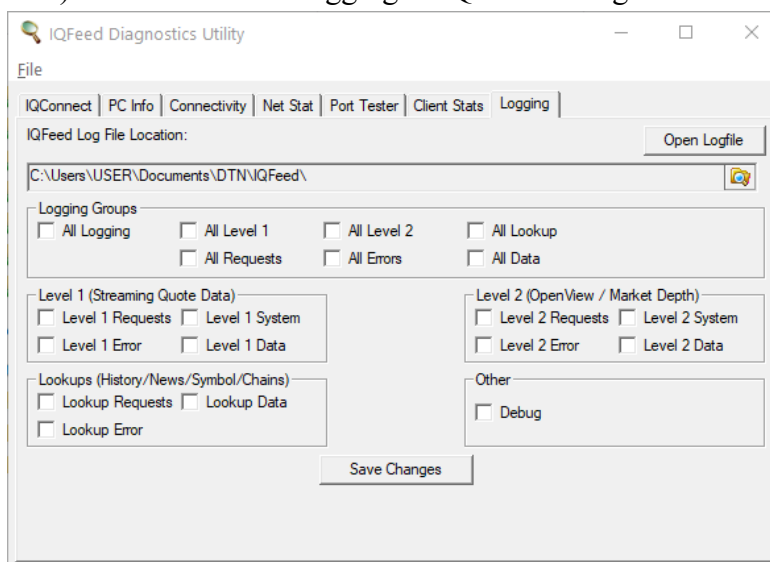 IQFeed Diagnostics Utility
File
IQConnect PC Info Connectivity Net Stat Port Tester Client Stats Logging
IQFeed Log File Location:
Open Logfile
C:\Users\USER\Documents\DTN\IQFeed\
Logging Groups
All Logging All Level 1 All Level 2 All Lookup
All Requests All Errors All Data
Level 1 (Streaming Quote Data)
Level 1 Requests Level 1 System
Level 1 Error Level 1 Data
Level 2 (OpenView / Market Depth)
Level 2 Requests Level 2 System
Level 2 Error Level 2 Data
Lookups (History/News/Symbol/Chains)
Lookup Requests Lookup Data
Lookup Error
Other
Debug
Save Changes